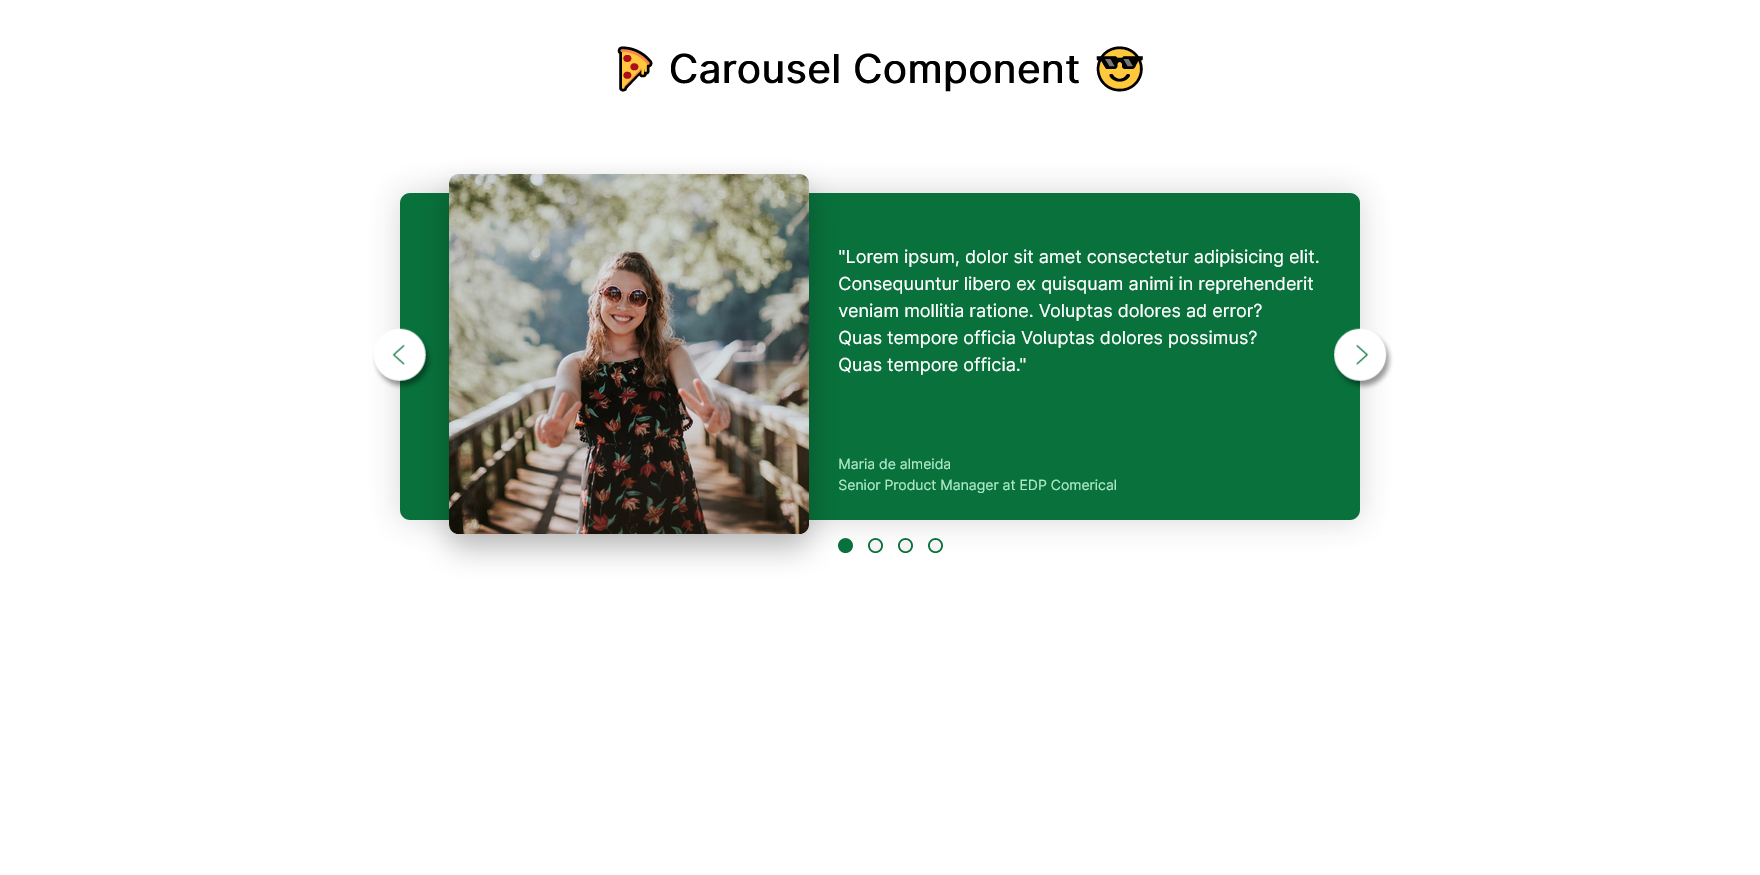 🍕 Carousel Component 😎
"Lorem ipsum, dolor sit amet consectetur adipisicing elit.
Consequuntur libero ex quisquam animi in reprehenderit
veniam mollitia ratione. Voluptas dolores ad error?
Quas tempore officia Voluptas dolores possimus?
Quas tempore officia."
Maria de almeida
Senior Product Manager at EDP Comerical